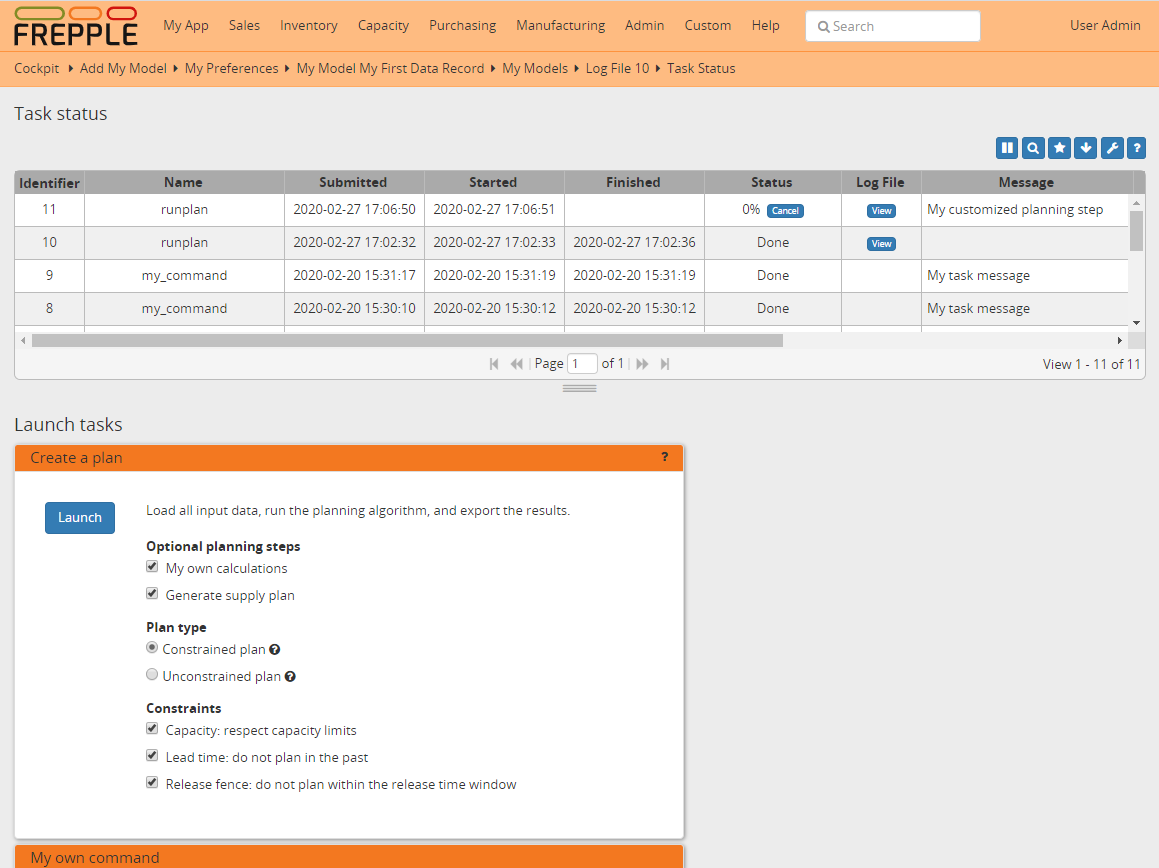 FREPPLE My App Sales Inventory Capacity Purchasing Manufacturing Admin Custom Help Search User Admin
Cockpit Add My Model My Preferences My Model My First Data Record My Models Log File 10 Task Status
Task status
?
Identifier Name Submitted Started Finished Status Log File Message
11 runplan 2020-02-27 17:06:50 2020-02-27 17:06:51 0% Cancel View My customized planning step
10 runplan 2020-02-27 17:02:32 2020-02-27 17:02:33 2020-02-27 17:02:36 Done View
9 my_command 2020-02-20 15:31:17 2020-02-20 15:31:19 2020-02-20 15:31:19 Done My task message
8 my_command 2020-02-20 15:30:10 2020-02-20 15:30:12 2020-02-20 15:30:12 Done My task message
Page 1 of 1 View 1 - 11 of 11
Launch tasks
Create a plan ?
Launch Load all input data, run the planning algorithm, and export the results.
Optional planning steps
My own calculations
Generate supply plan
Plan type
Constrained plan ?
Unconstrained plan ?
Constraints
Capacity: respect capacity limits
Lead time: do not plan in the past
Release fence: do not plan within the release time window
My own command